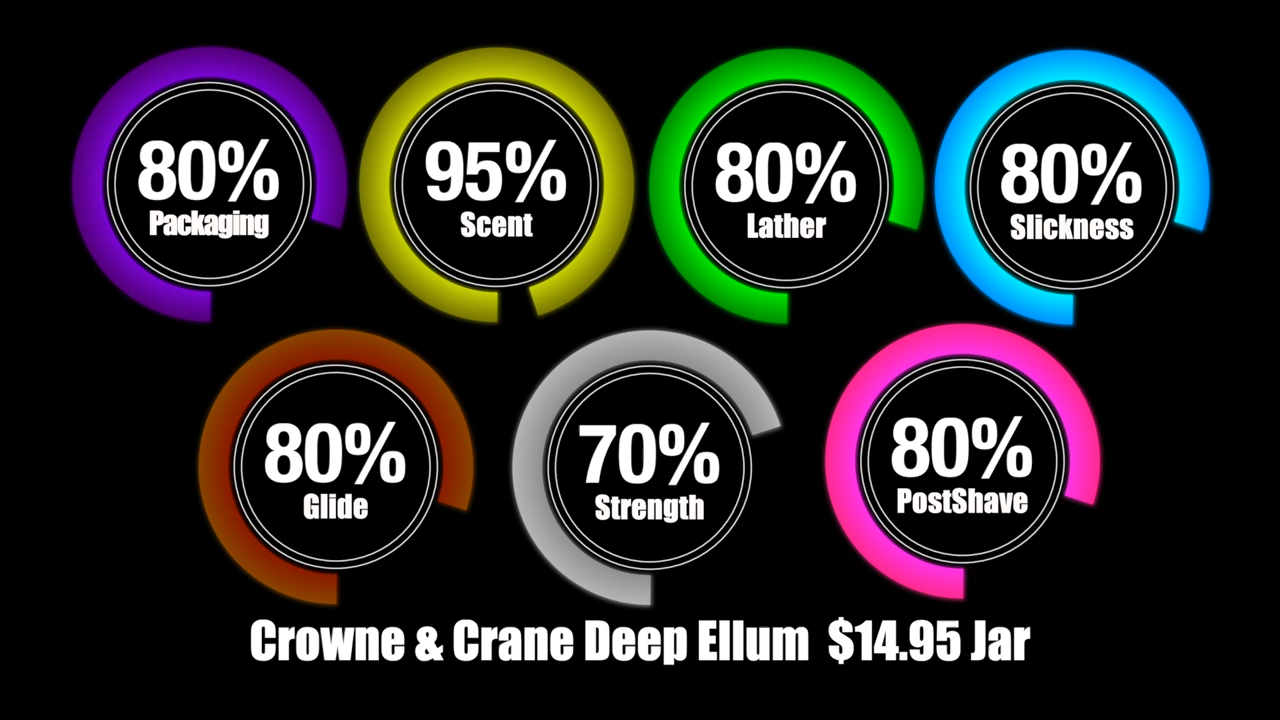 80%
Packaging
95%
Scent
80%
Lather
80%
Slickness
80%
Glide
70%
Strength
80%
PostShave
Crowne & Crane Deep Ellum $14.95 Jar